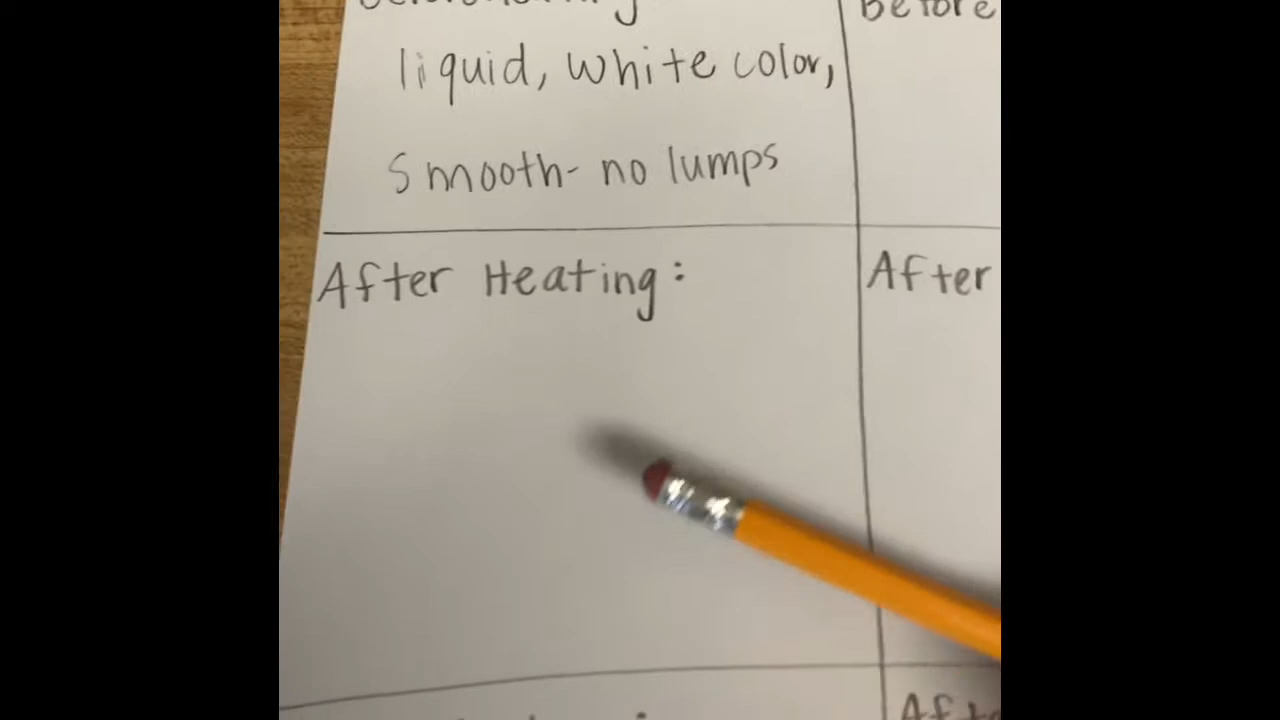 Before
liquid, white color,
Smooth- no lumps
After Heating:
After